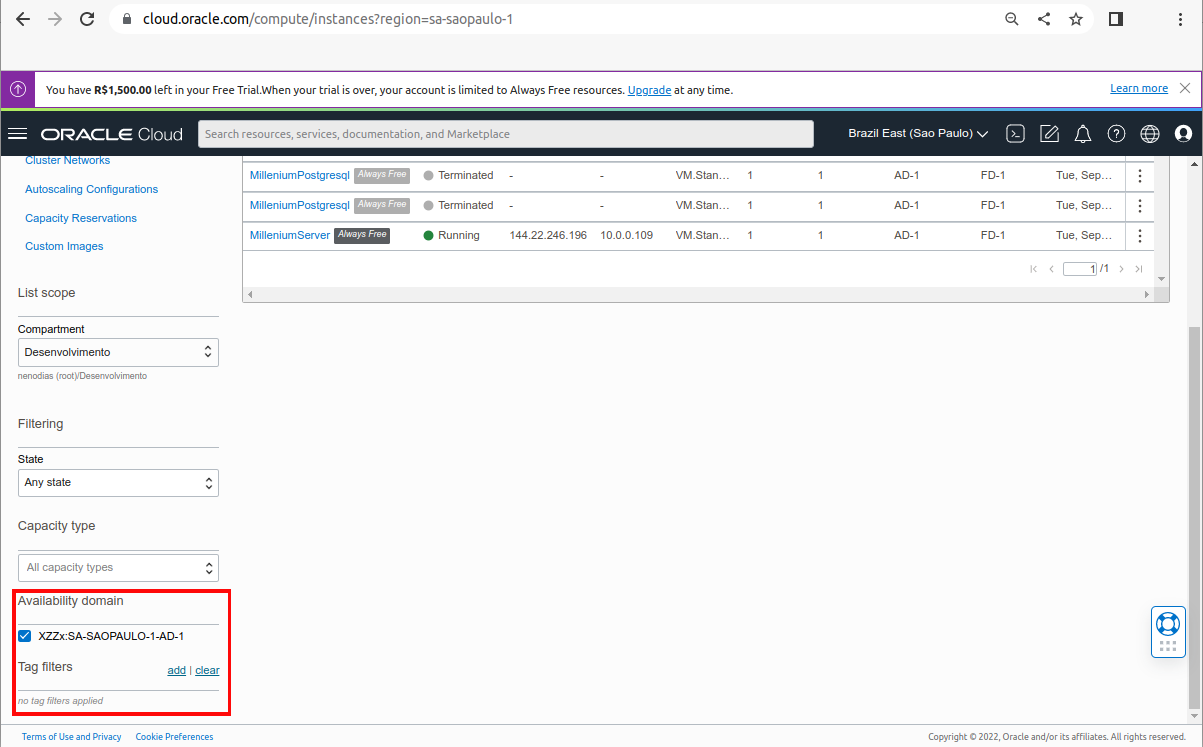 cloud.oracle.com/compute/instances?region=sa-saopaulo-1
You have R$1,500.00 left in your Free Trial.When your trial is over, your account is limited to Always Free resources. Upgrade at any time.
Learn more
ORACLE Cloud
Search resources, services, documentation, and Marketplace
Brazil East (Sao Paulo)
Cluster Networks
Autoscaling Configurations
Capacity Reservations
Custom Images
MilleniumPostgresql Always Free Terminated - - VM.Stan... 1 1 AD-1 FD-1 Tue, Sep...
MilleniumPostgresql Always Free Terminated - - VM.Stan... 1 1 AD-1 FD-1 Tue, Sep...
MilleniumServer Always Free Running 144.22.246.196 10.0.0.109 VM.Stan... 1 1 AD-1 FD-1 Tue, Sep...
1 /1
List scope
Compartment
Desenvolvimento
nenodias (root)/Desenvolvimento
Filtering
State
Any state
Capacity type
All capacity types
Availability domain
XZZx:SA-SAOPAULO-1-AD-1
Tag filters add | clear
no tag filters applied
Terms of Use and Privacy Cookie Preferences
Copyright © 2022, Oracle and/or its affiliates. All rights reserved.